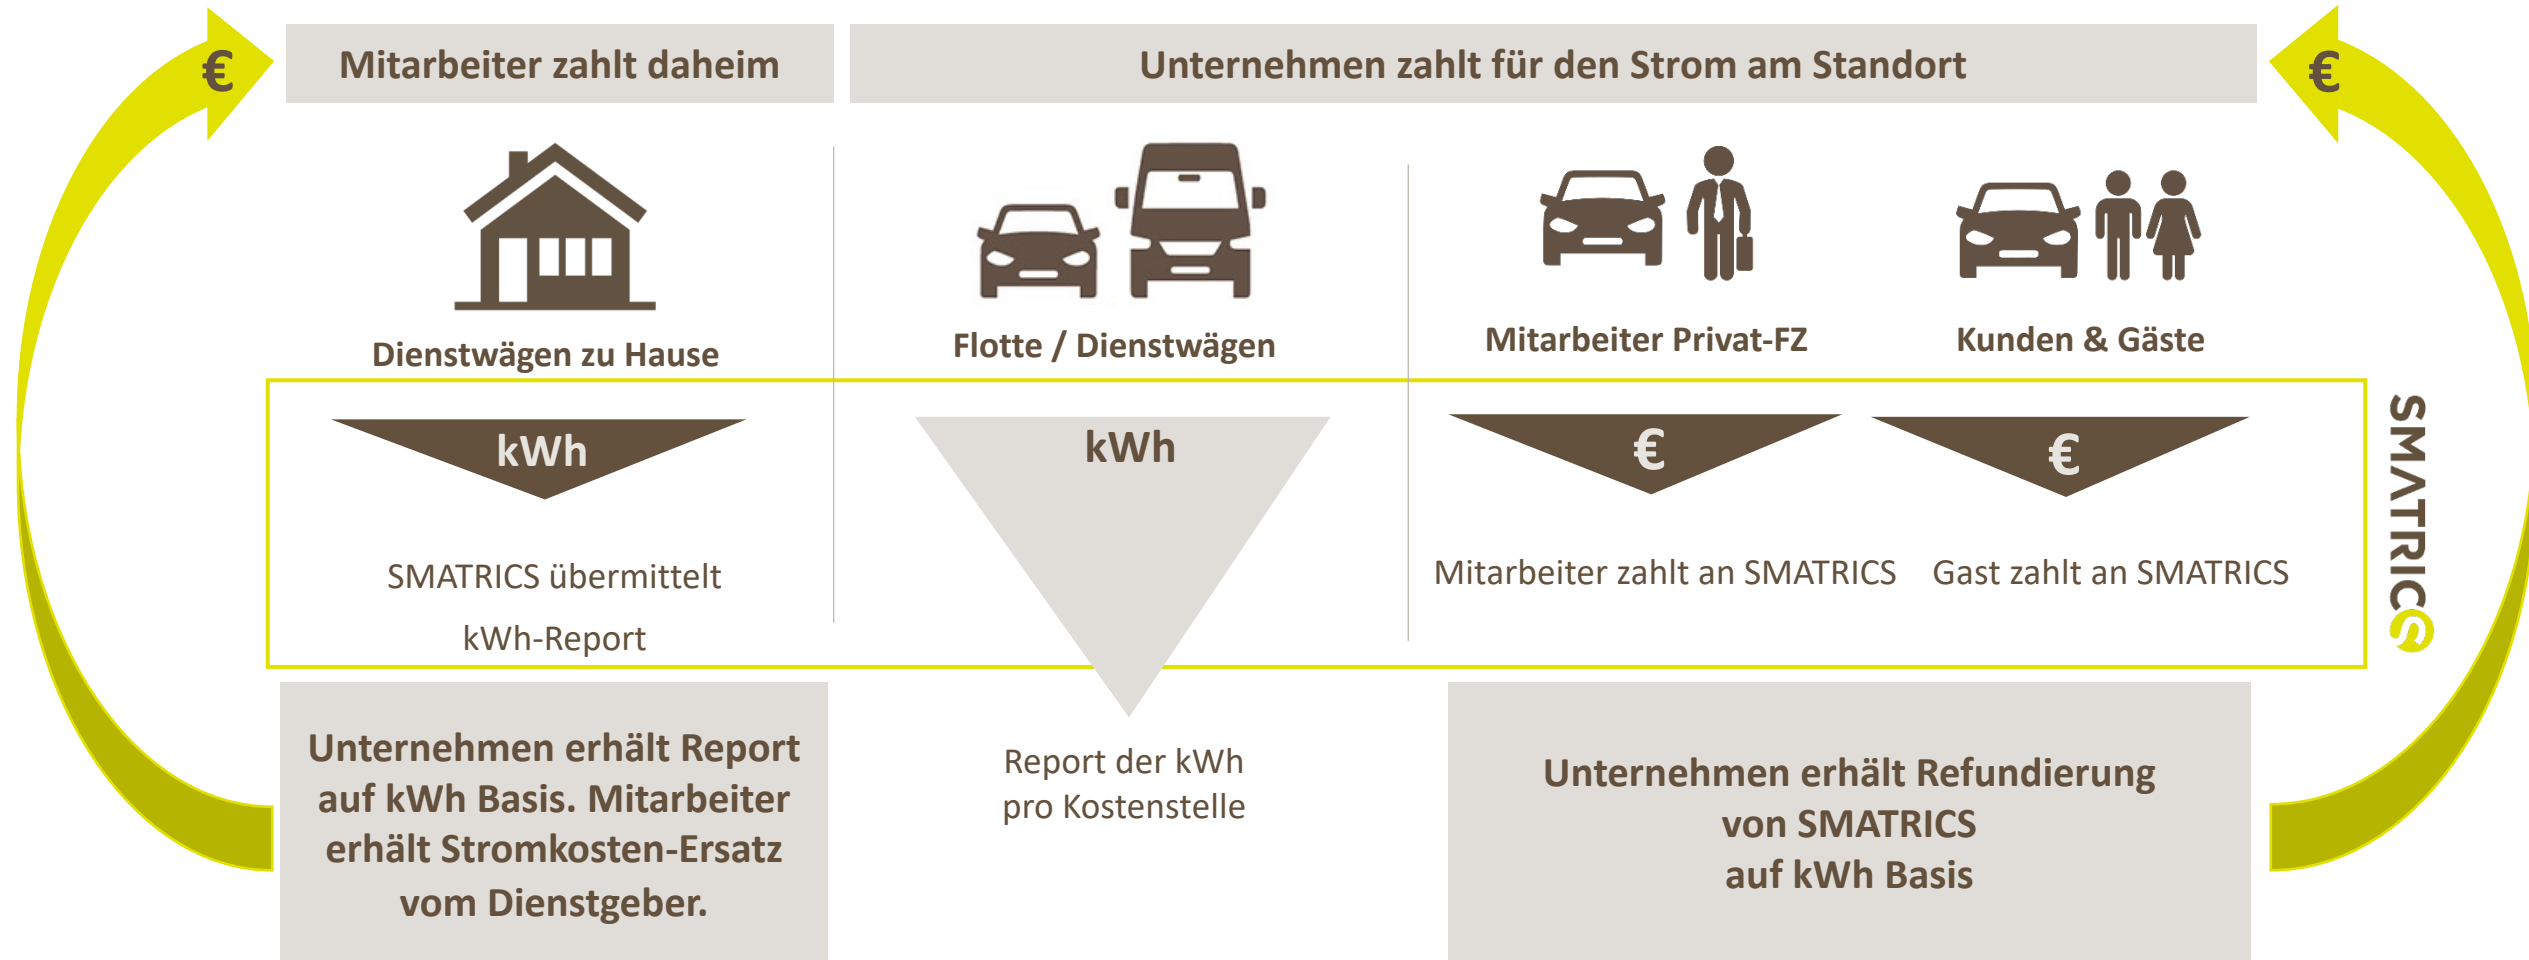 €
Mitarbeiter zahlt daheim
Unternehmen zahlt für den Strom am Standort
€
Dienstwägen zu Hause
Flotte / Dienstwägen
Mitarbeiter Privat-FZ
Kunden & Gäste
kWh
kWh
€
€
SMATRICS übermittelt
kWh-Report
Mitarbeiter zahlt an SMATRICS
Gast zahlt an SMATRICS
SMATRICS
Unternehmen erhält Report
auf kWh Basis. Mitarbeiter
erhält Stromkosten-Ersatz
vom Dienstgeber.
Report der kWh
pro Kostenstelle
Unternehmen erhält Refundierung
von SMATRICS
auf kWh Basis